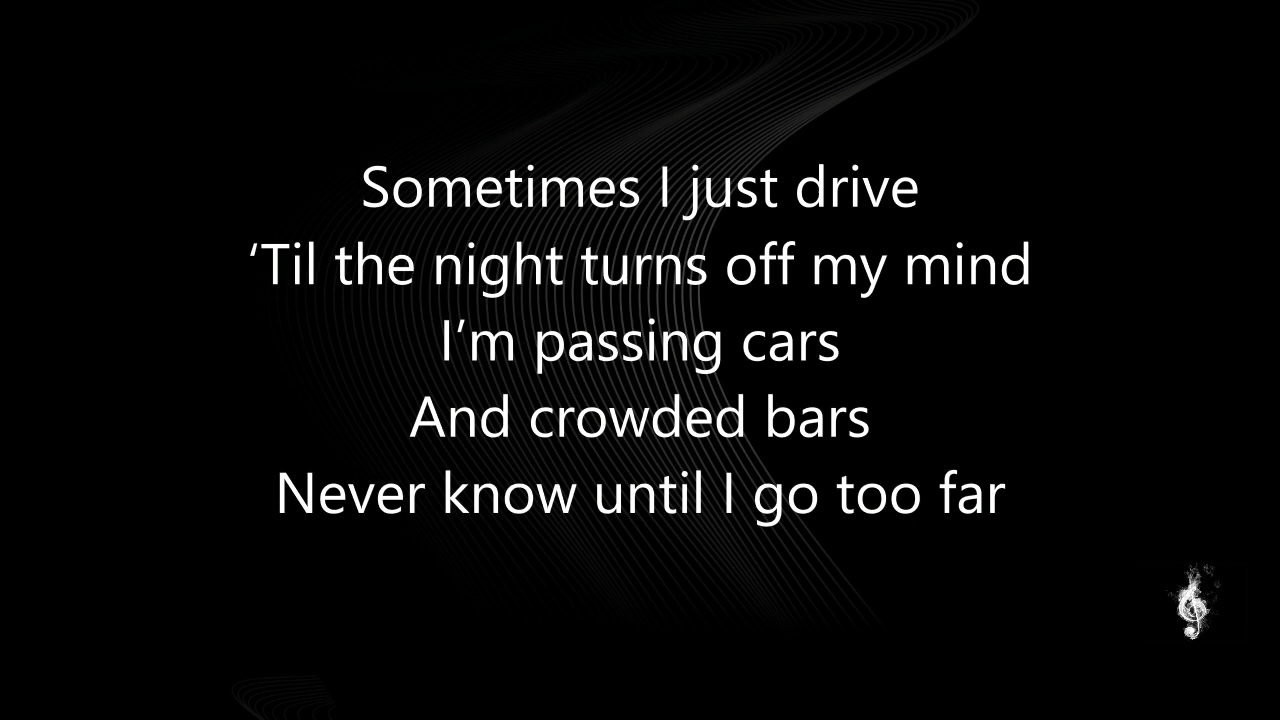 Sometimes I just drive
‘Til the night turns off my mind
I’m passing cars
And crowded bars
Never know until I go too far